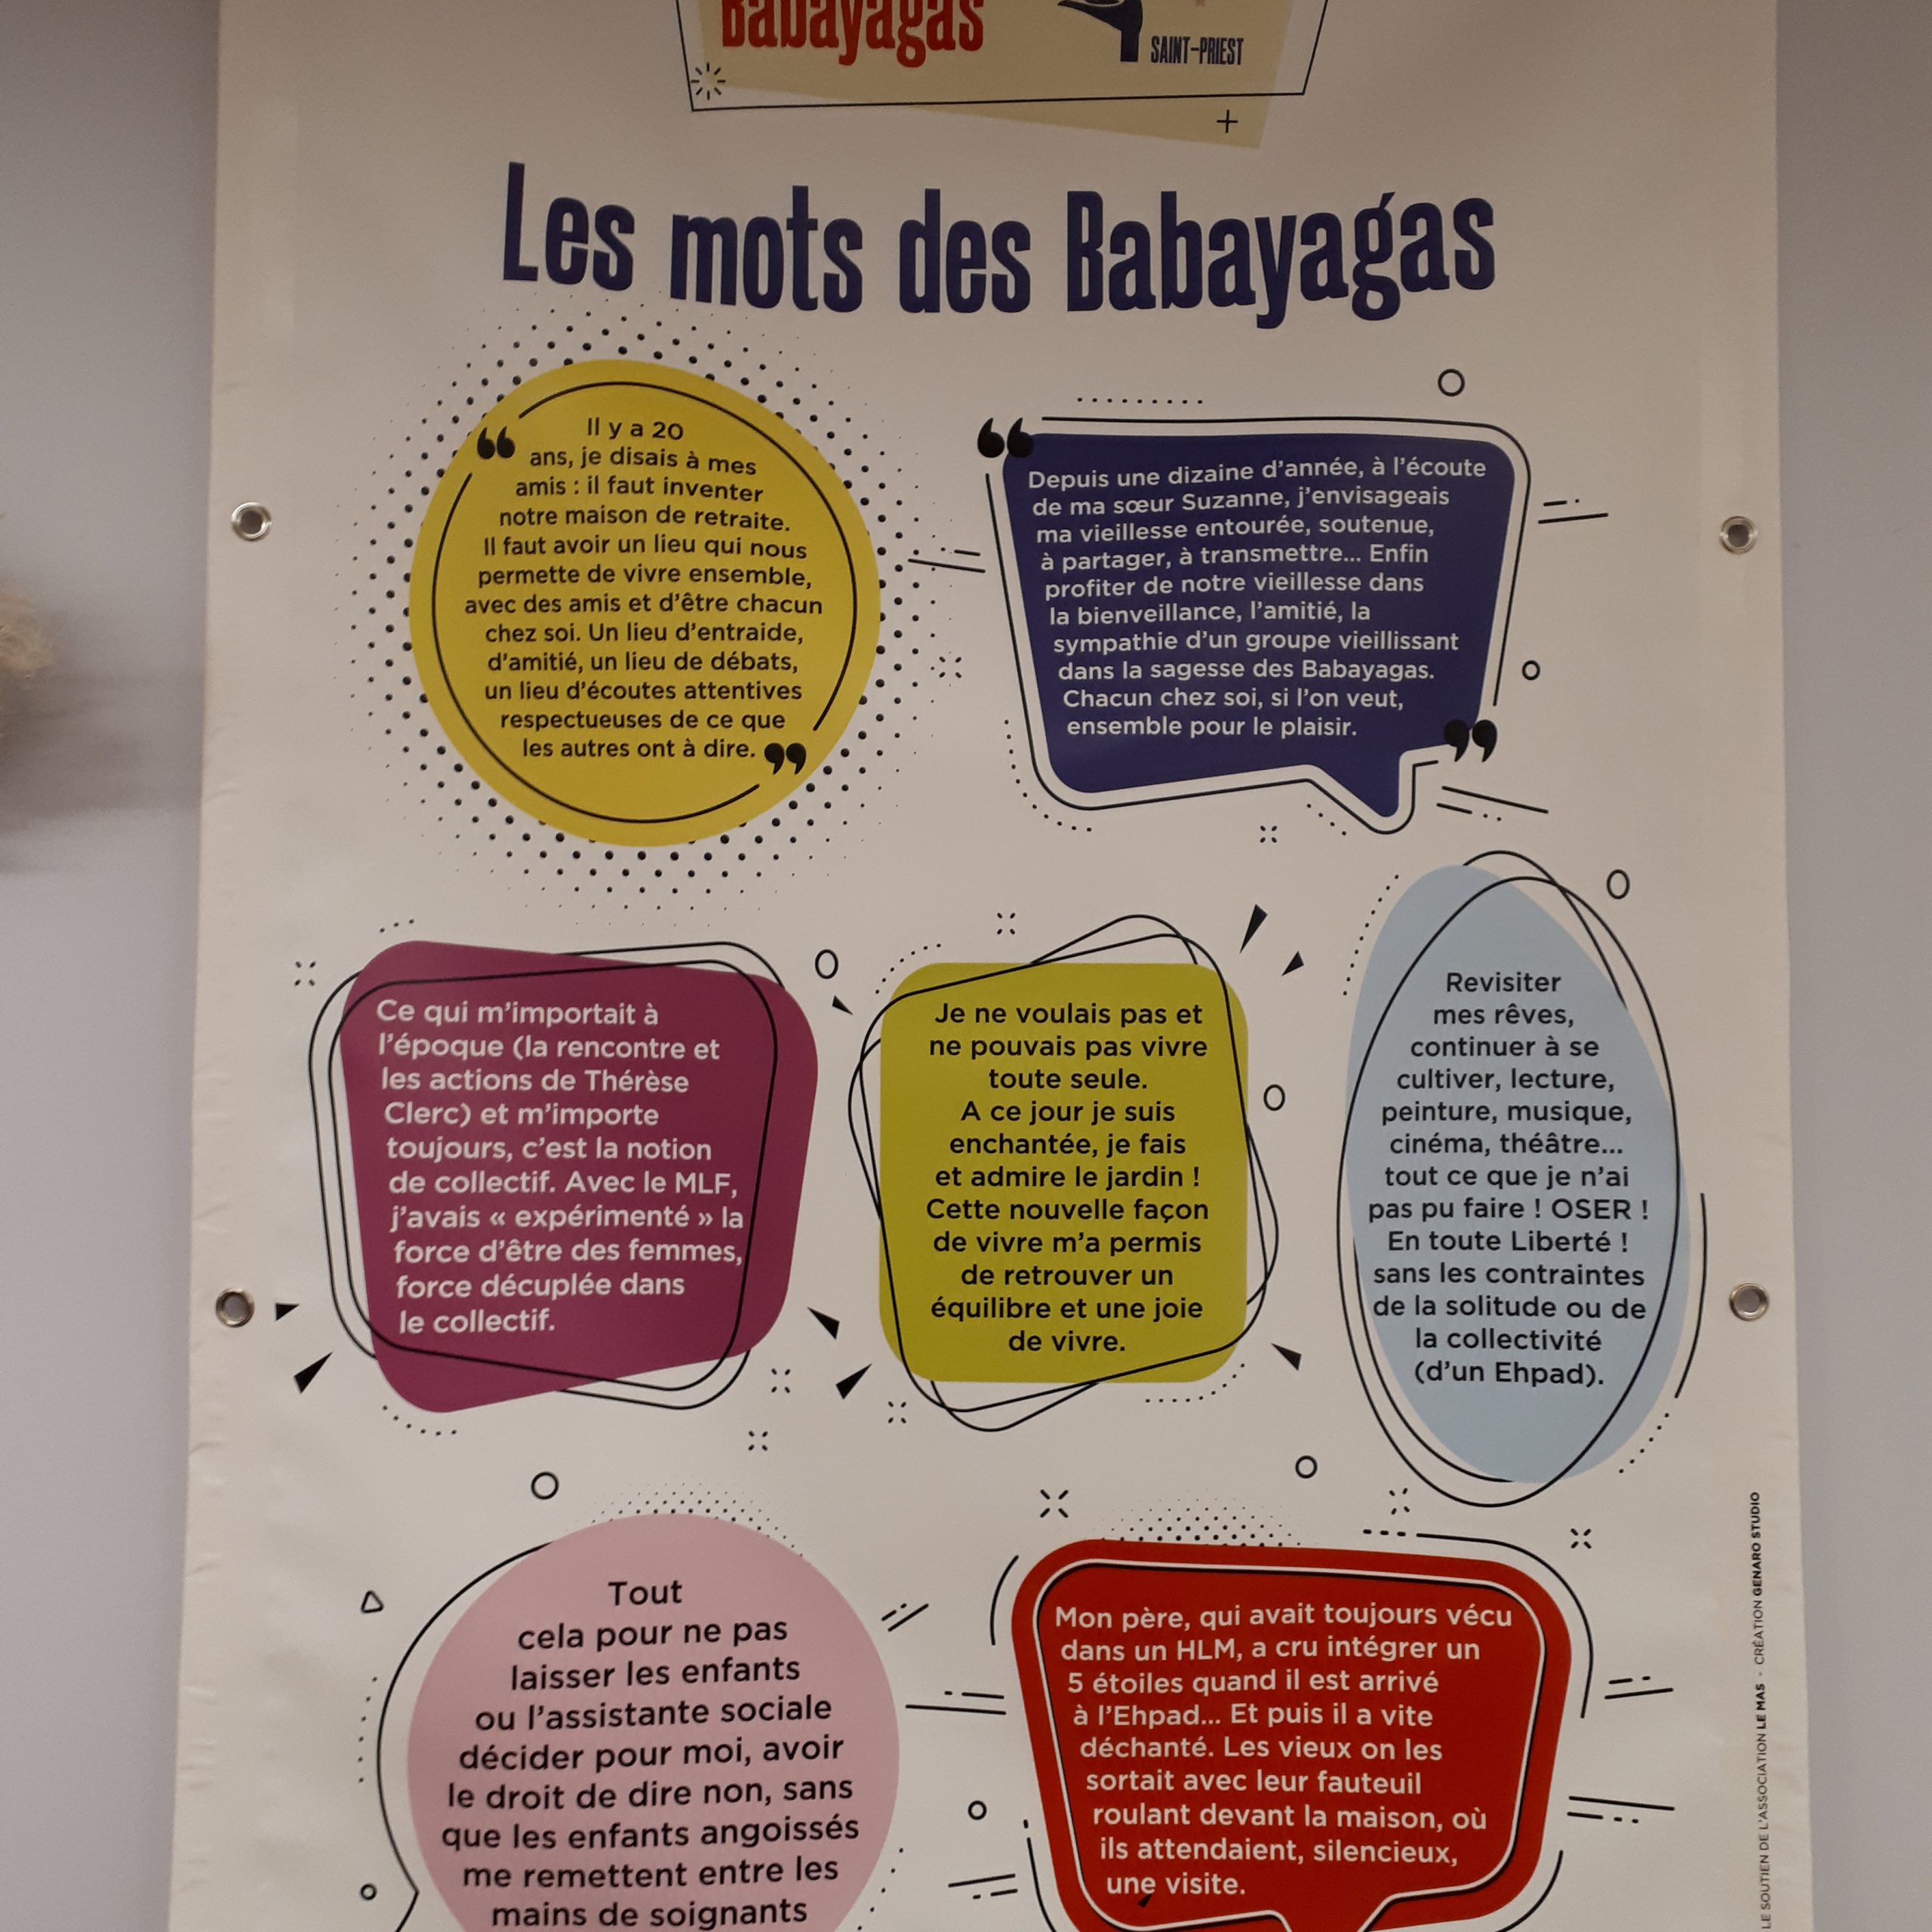 Babayagas
SAINT-PRIEST
Les mots des Babayagas
“ Il y a 20
ans, je disais à mes
amis : il faut inventer
notre maison de retraite.
Il faut avoir un lieu qui nous
permette de vivre ensemble,
avec des amis et d’être chacun
chez soi. Un lieu d’entraide,
d’amitié, un lieu de débats,
un lieu d’écoutes attentives
respectueuses de ce que
les autres ont à dire. ”
“ Depuis une dizaine d’année, à l’écoute
de ma sœur Suzanne, j’envisageais
ma vieillesse entourée, soutenue,
à partager, à transmettre... Enfin
profiter de notre vieillesse dans
la bienveillance, l’amitié, la
sympathie d’un groupe vieillissant
dans la sagesse des Babayagas.
Chacun chez soi, si l’on veut,
ensemble pour le plaisir. ”
Ce qui m’importait à
l’époque (la rencontre et
les actions de Thérèse
Clerc) et m’importe
toujours, c’est la notion
de collectif. Avec le MLF,
j’avais « expérimenté » la
force d’être des femmes,
force décuplée dans
le collectif.
Je ne voulais pas et
ne pouvais pas vivre
toute seule.
A ce jour je suis
enchantée, je fais
et admire le jardin !
Cette nouvelle façon
de vivre m’a permis
de retrouver un
équilibre et une joie
de vivre.
Revisiter
mes rêves,
continuer à se
cultiver, lecture,
peinture, musique,
cinéma, théâtre...
tout ce que je n’ai
pas pu faire ! OSER !
En toute Liberté !
sans les contraintes
de la solitude ou de
la collectivité
(d’un Ehpad).
Tout
cela pour ne pas
laisser les enfants
ou l’assistante sociale
décider pour moi, avoir
le droit de dire non, sans
que les enfants angoissés
me remettent entre les
mains de soignants
Mon père, qui avait toujours vécu
dans un HLM, a cru intégrer un
5 étoiles quand il est arrivé
à l’Ehpad... Et puis il a vite
déchanté. Les vieux on les
sortait avec leur fauteuil
roulant devant la maison, où
ils attendaient, silencieux,
une visite.
LE SOUTIEN DE L’ASSOCIATION LE MAS - CRÉATION GENARO STUDIO